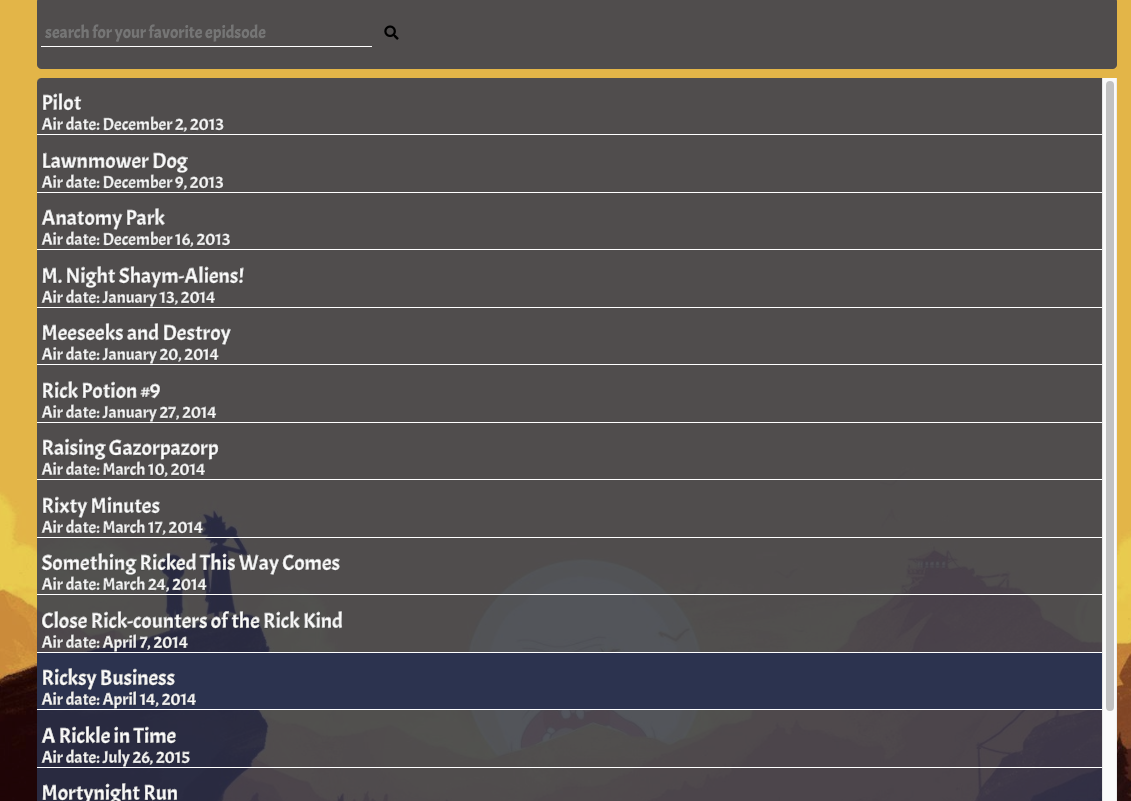 search for your favorite epidsode
Pilot
Air date: December 2, 2013
Lawnmower Dog
Air date: December 9, 2013
Anatomy Park
Air date: December 16, 2013
M. Night Shaym-Aliens!
Air date: January 13, 2014
Meeseeks and Destroy
Air date: January 20, 2014
Rick Potion #9
Air date: January 27, 2014
Raising Gazorpazorp
Air date: March 10, 2014
Rixty Minutes
Air date: March 17, 2014
Something Ricked This Way Comes
Air date: March 24, 2014
Close Rick-counters of the Rick Kind
Air date: April 7, 2014
Ricksy Business
Air date: April 14, 2014
A Rickle in Time
Air date: July 26, 2015
Mortynight Run